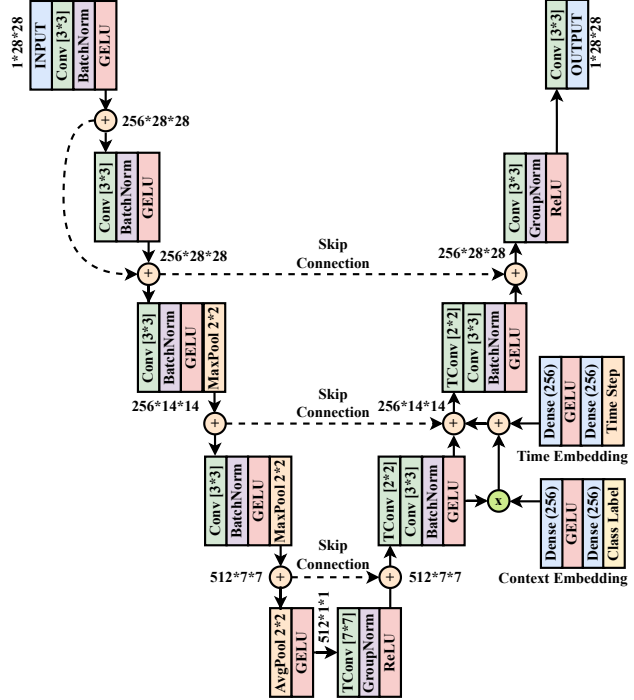 1*28*28
INPUT
Conv [3*3]
BatchNorm
GELU
+
256*28*28
Conv [3*3]
BatchNorm
GELU
256*28*28
+
Skip
Connection
Conv [3*3]
BatchNorm
GELU
MaxPool 2*2
256*14*14
+
Skip
Connection
Conv [3*3]
BatchNorm
GELU
MaxPool 2*2
512*7*7
+
Skip
Connection
AvgPool 2*2
GELU
512*1*1
TConv [7*7]
GroupNorm
ReLU
+
512*7*7
TConv [2*2]
Conv [3*3]
BatchNorm
GELU
x
Dense (256)
GELU
Dense (256)
Class Label
Context Embedding
256*14*14
+
+
Dense (256)
GELU
Dense (256)
Time Step
Time Embedding
TConv [2*2]
Conv [3*3]
BatchNorm
GELU
256*28*28
+
Conv [3*3]
GroupNorm
ReLU
Conv [3*3]
OUTPUT
1*28*28